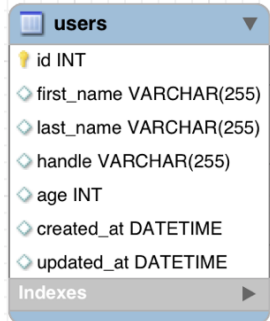 users
id INT
first_name VARCHAR(255)
last_name VARCHAR(255)
handle VARCHAR(255)
age INT
created_at DATETIME
updated_at DATETIME
Indexes